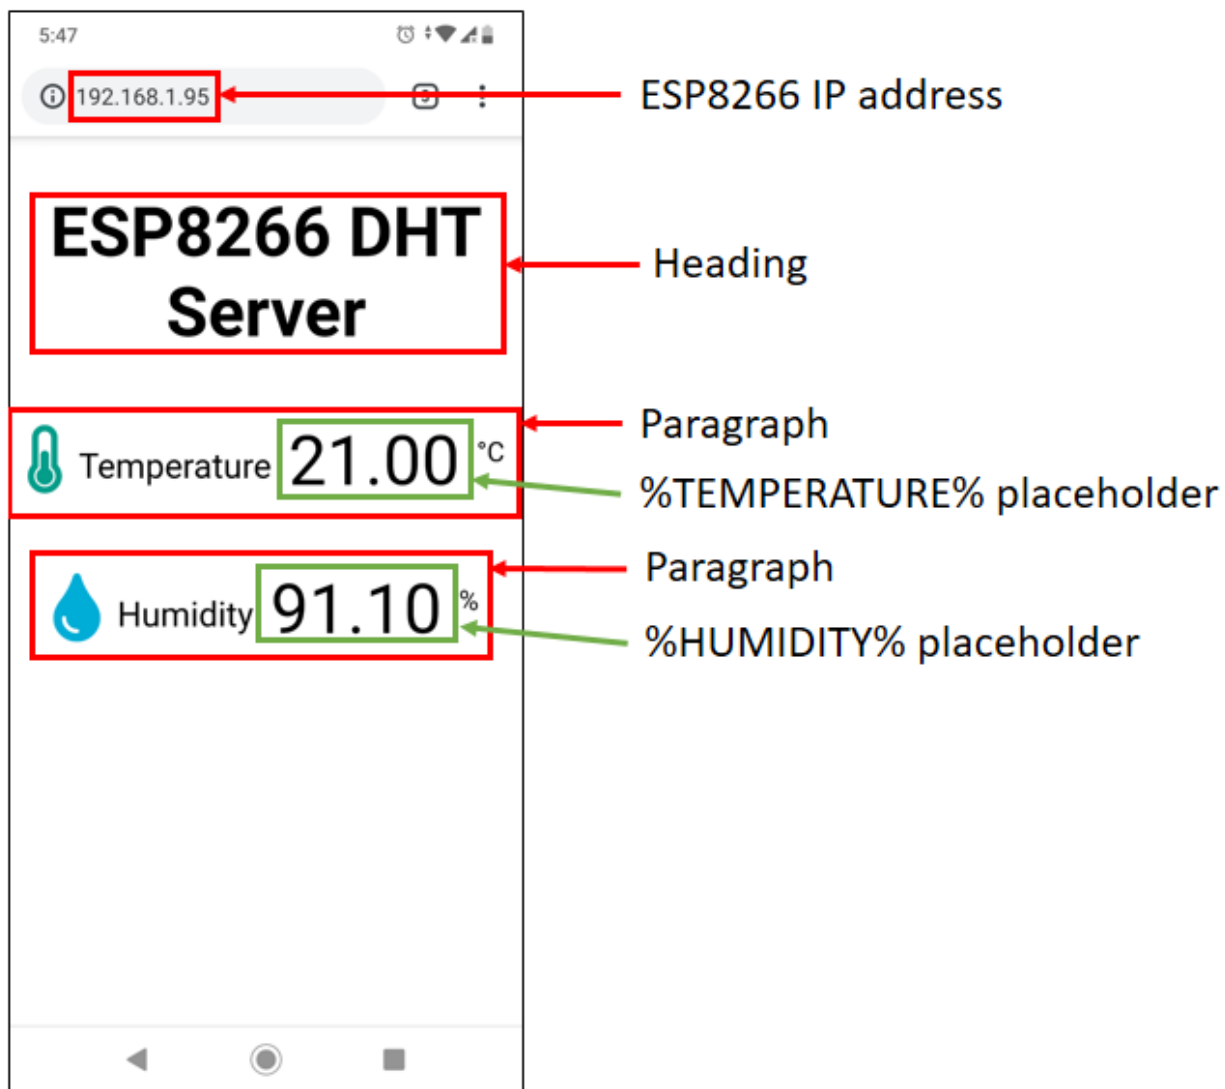 5:47
192.168.1.95
ESP8266 IP address
ESP8266 DHT
Server
Heading
Paragraph
Temperature 21.00 °C
%TEMPERATURE% placeholder
Paragraph
Humidity 91.10 %
%HUMIDITY% placeholder